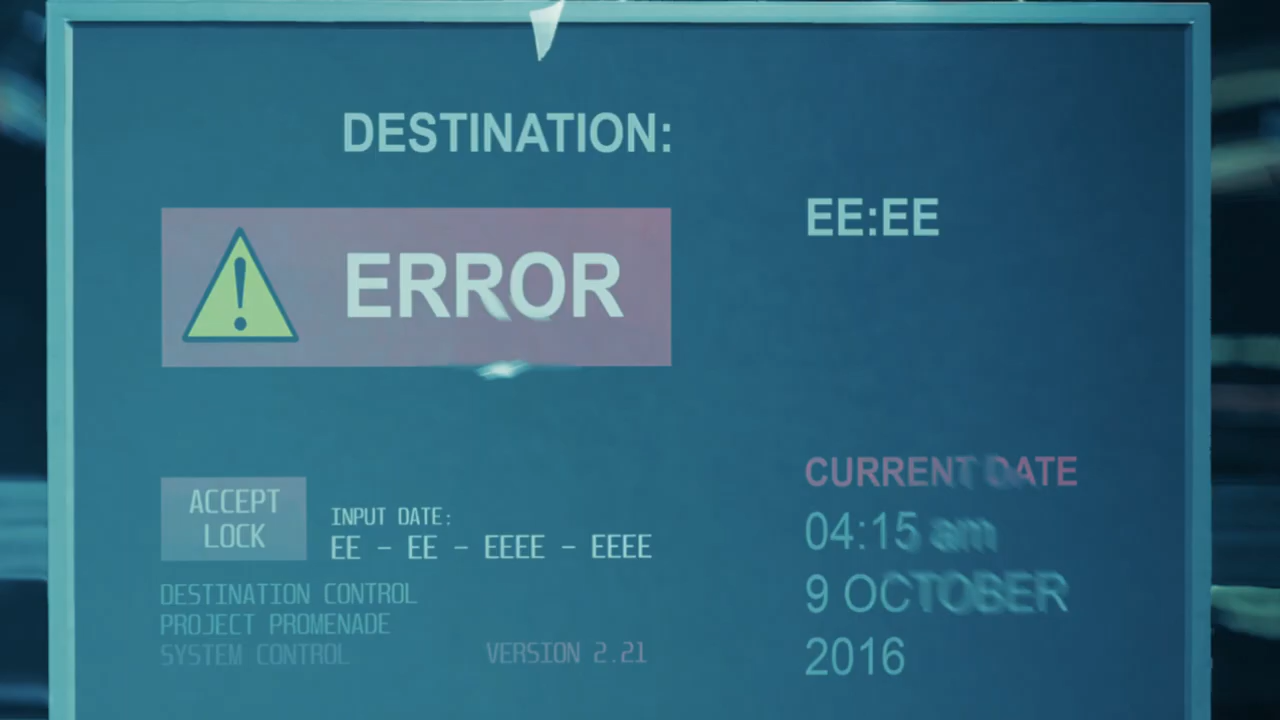 DESTINATION:
ERROR
EE:EE
ACCEPT
LOCK
INPUT DATE:
EE - EE - EEEE - EEEE
DESTINATION CONTROL
PROJECT PROMENADE
SYSTEM CONTROL
VERSION 2.21
CURRENT DATE
04:15 am
9 OCTOBER
2016